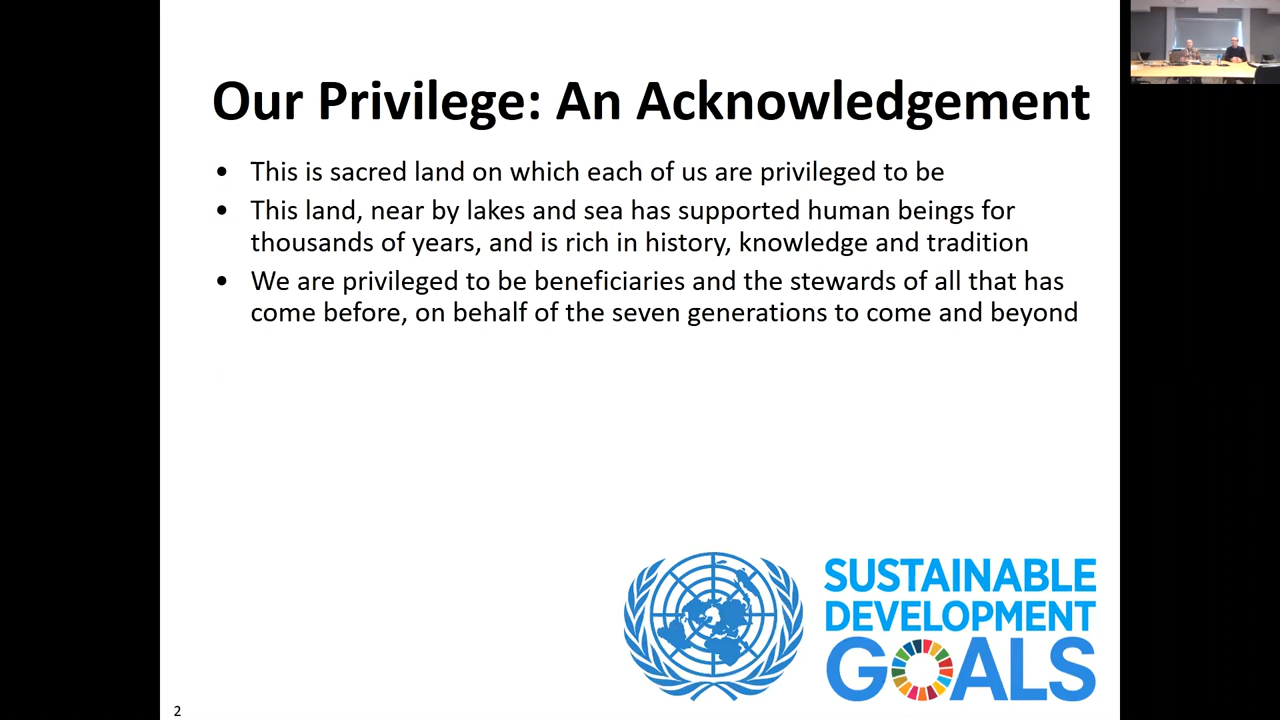 Our Privilege: An Acknowledgement
• This is sacred land on which each of us are privileged to be
• This land, near by lakes and sea has supported human beings for
thousands of years, and is rich in history, knowledge and tradition
• We are privileged to be beneficiaries and the stewards of all that has
come before, on behalf of the seven generations to come and beyond
SUSTAINABLE
DEVELOPMENT
GOALS
2